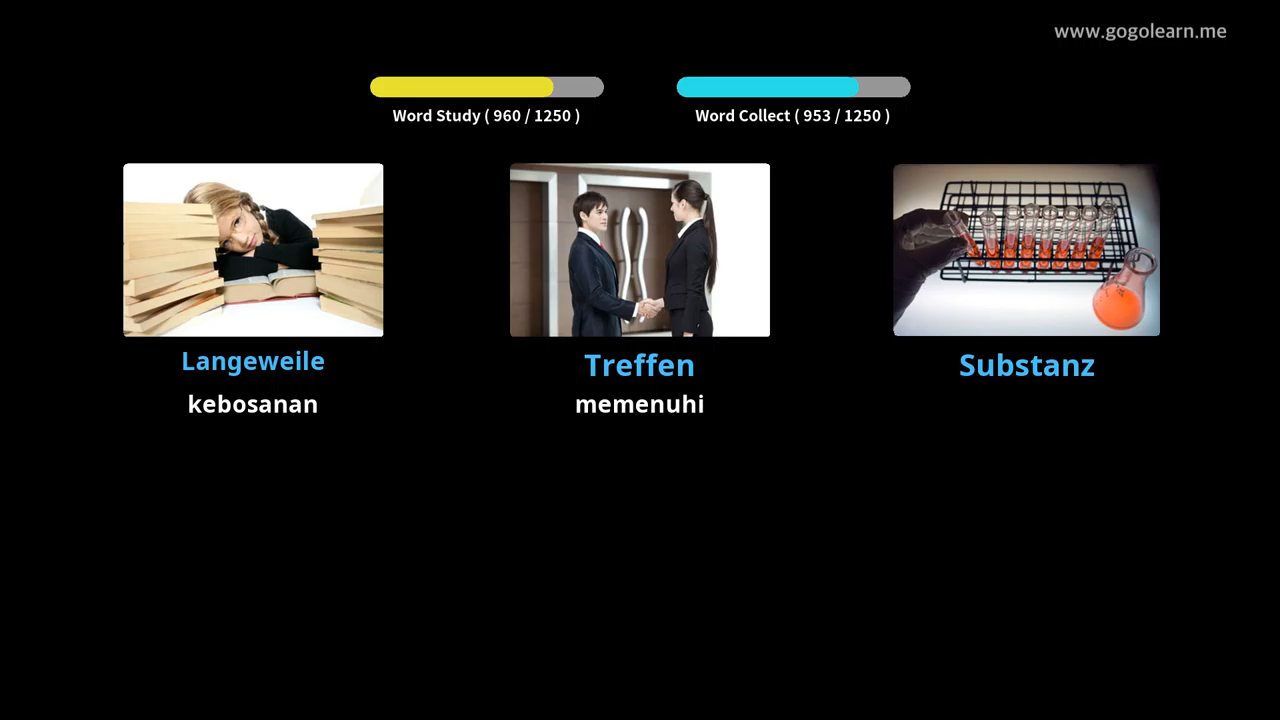 www.gogolearn.me
Word Study ( 960 / 1250 )
Word Collect ( 953 / 1250 )
Langeweile
Treffen
Substanz
kebosanan
memenuhi